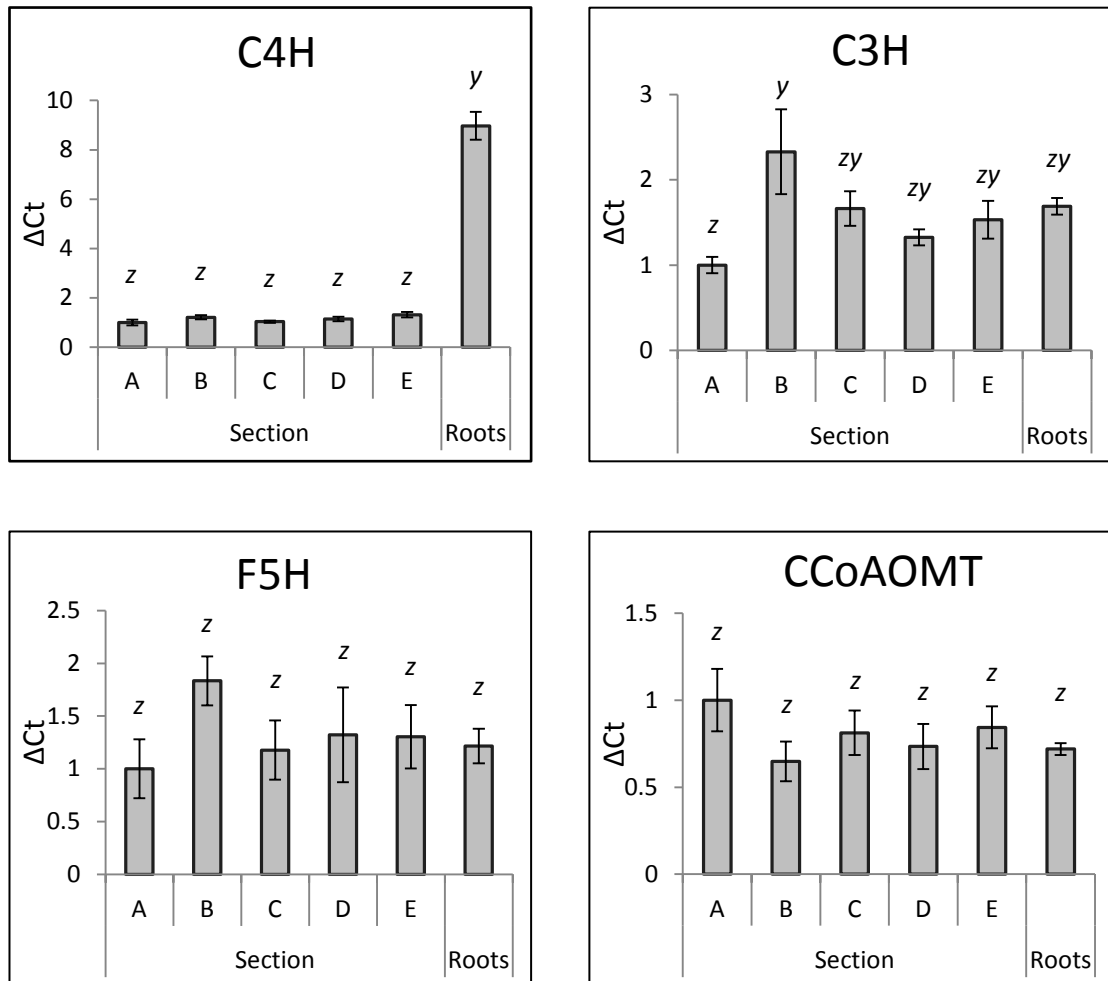 C4H
y
10
8
6
4
2
0
ΔCt
z z z z z
A B C D E
Section Roots
C3H
y
3
2
1
0
ΔCt
z zy zy zy zy
A B C D E
Section Roots
F5H
2.5
2
1.5
1
0.5
0
ΔCt
z z z z z z
A B C D E
Section Roots
CCoAOMT
1.5
1
0.5
0
ΔCt
z z z z z z
A B C D E
Section Roots